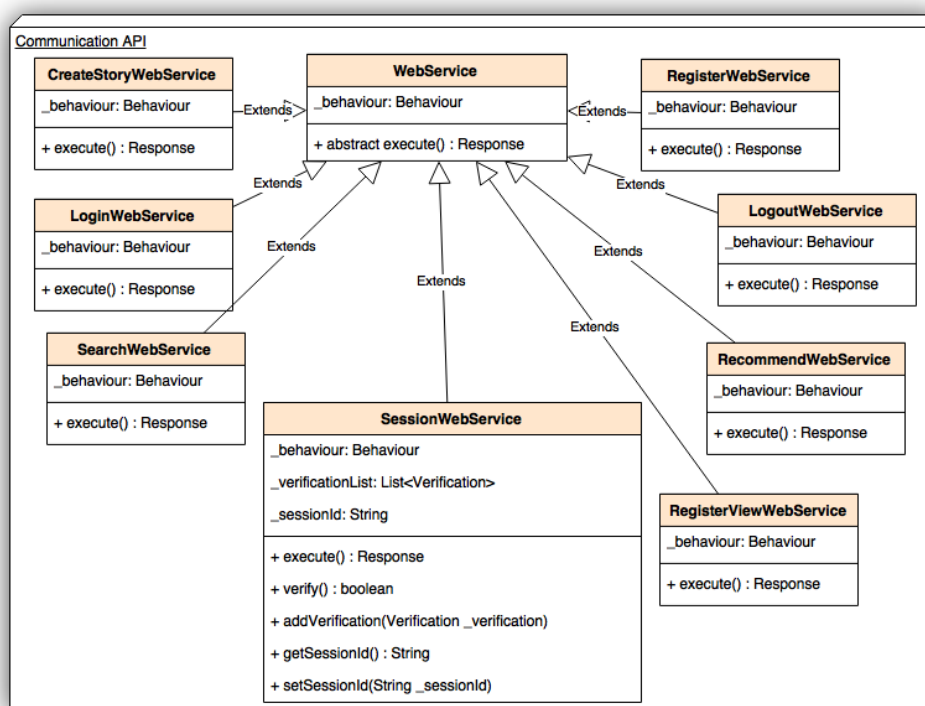 Communication API
CreateStoryWebService
_behaviour: Behaviour
+ execute() : Response
WebService
_behaviour: Behaviour
+ abstract execute() : Response
RegisterWebService
_behaviour: Behaviour
+ execute() : Response
Extends
Extends
Extends
Extends
LoginWebService
_behaviour: Behaviour
+ execute() : Response
LogoutWebService
_behaviour: Behaviour
+ execute() : Response
Extends
Extends
Extends
Extends
SearchWebService
_behaviour: Behaviour
+ execute() : Response
RecommendWebService
_behaviour: Behaviour
+ execute() : Response
SessionWebService
_behaviour: Behaviour
_verificationList: List<Verification>
_sessionId: String
+ execute() : Response
+ verify() : boolean
+ addVerification(Verification _verification)
+ getSessionId() : String
+ setSessionId(String _sessionId)
RegisterViewWebService
_behaviour: Behaviour
+ execute() : Response